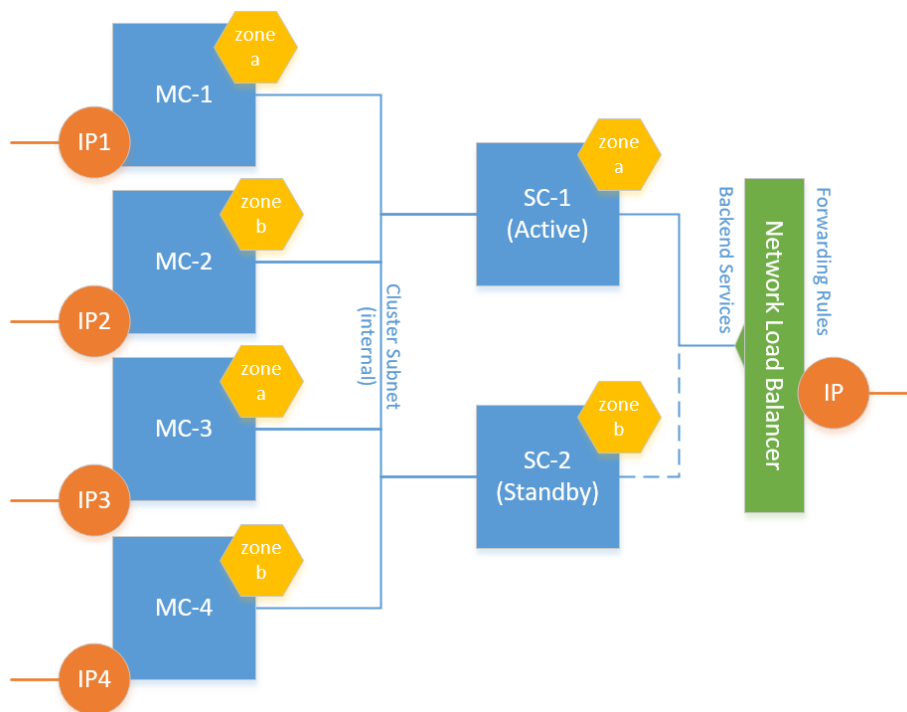 zone
a
MC-1
IP1
zone
b
MC-2
IP2
zone
a
MC-3
IP3
zone
b
MC-4
IP4
Cluster Subnet
(internal)
zone
a
SC-1
(Active)
zone
b
SC-2
(Standby)
Backend Services
Network Load Balancer
Forwarding Rules
IP